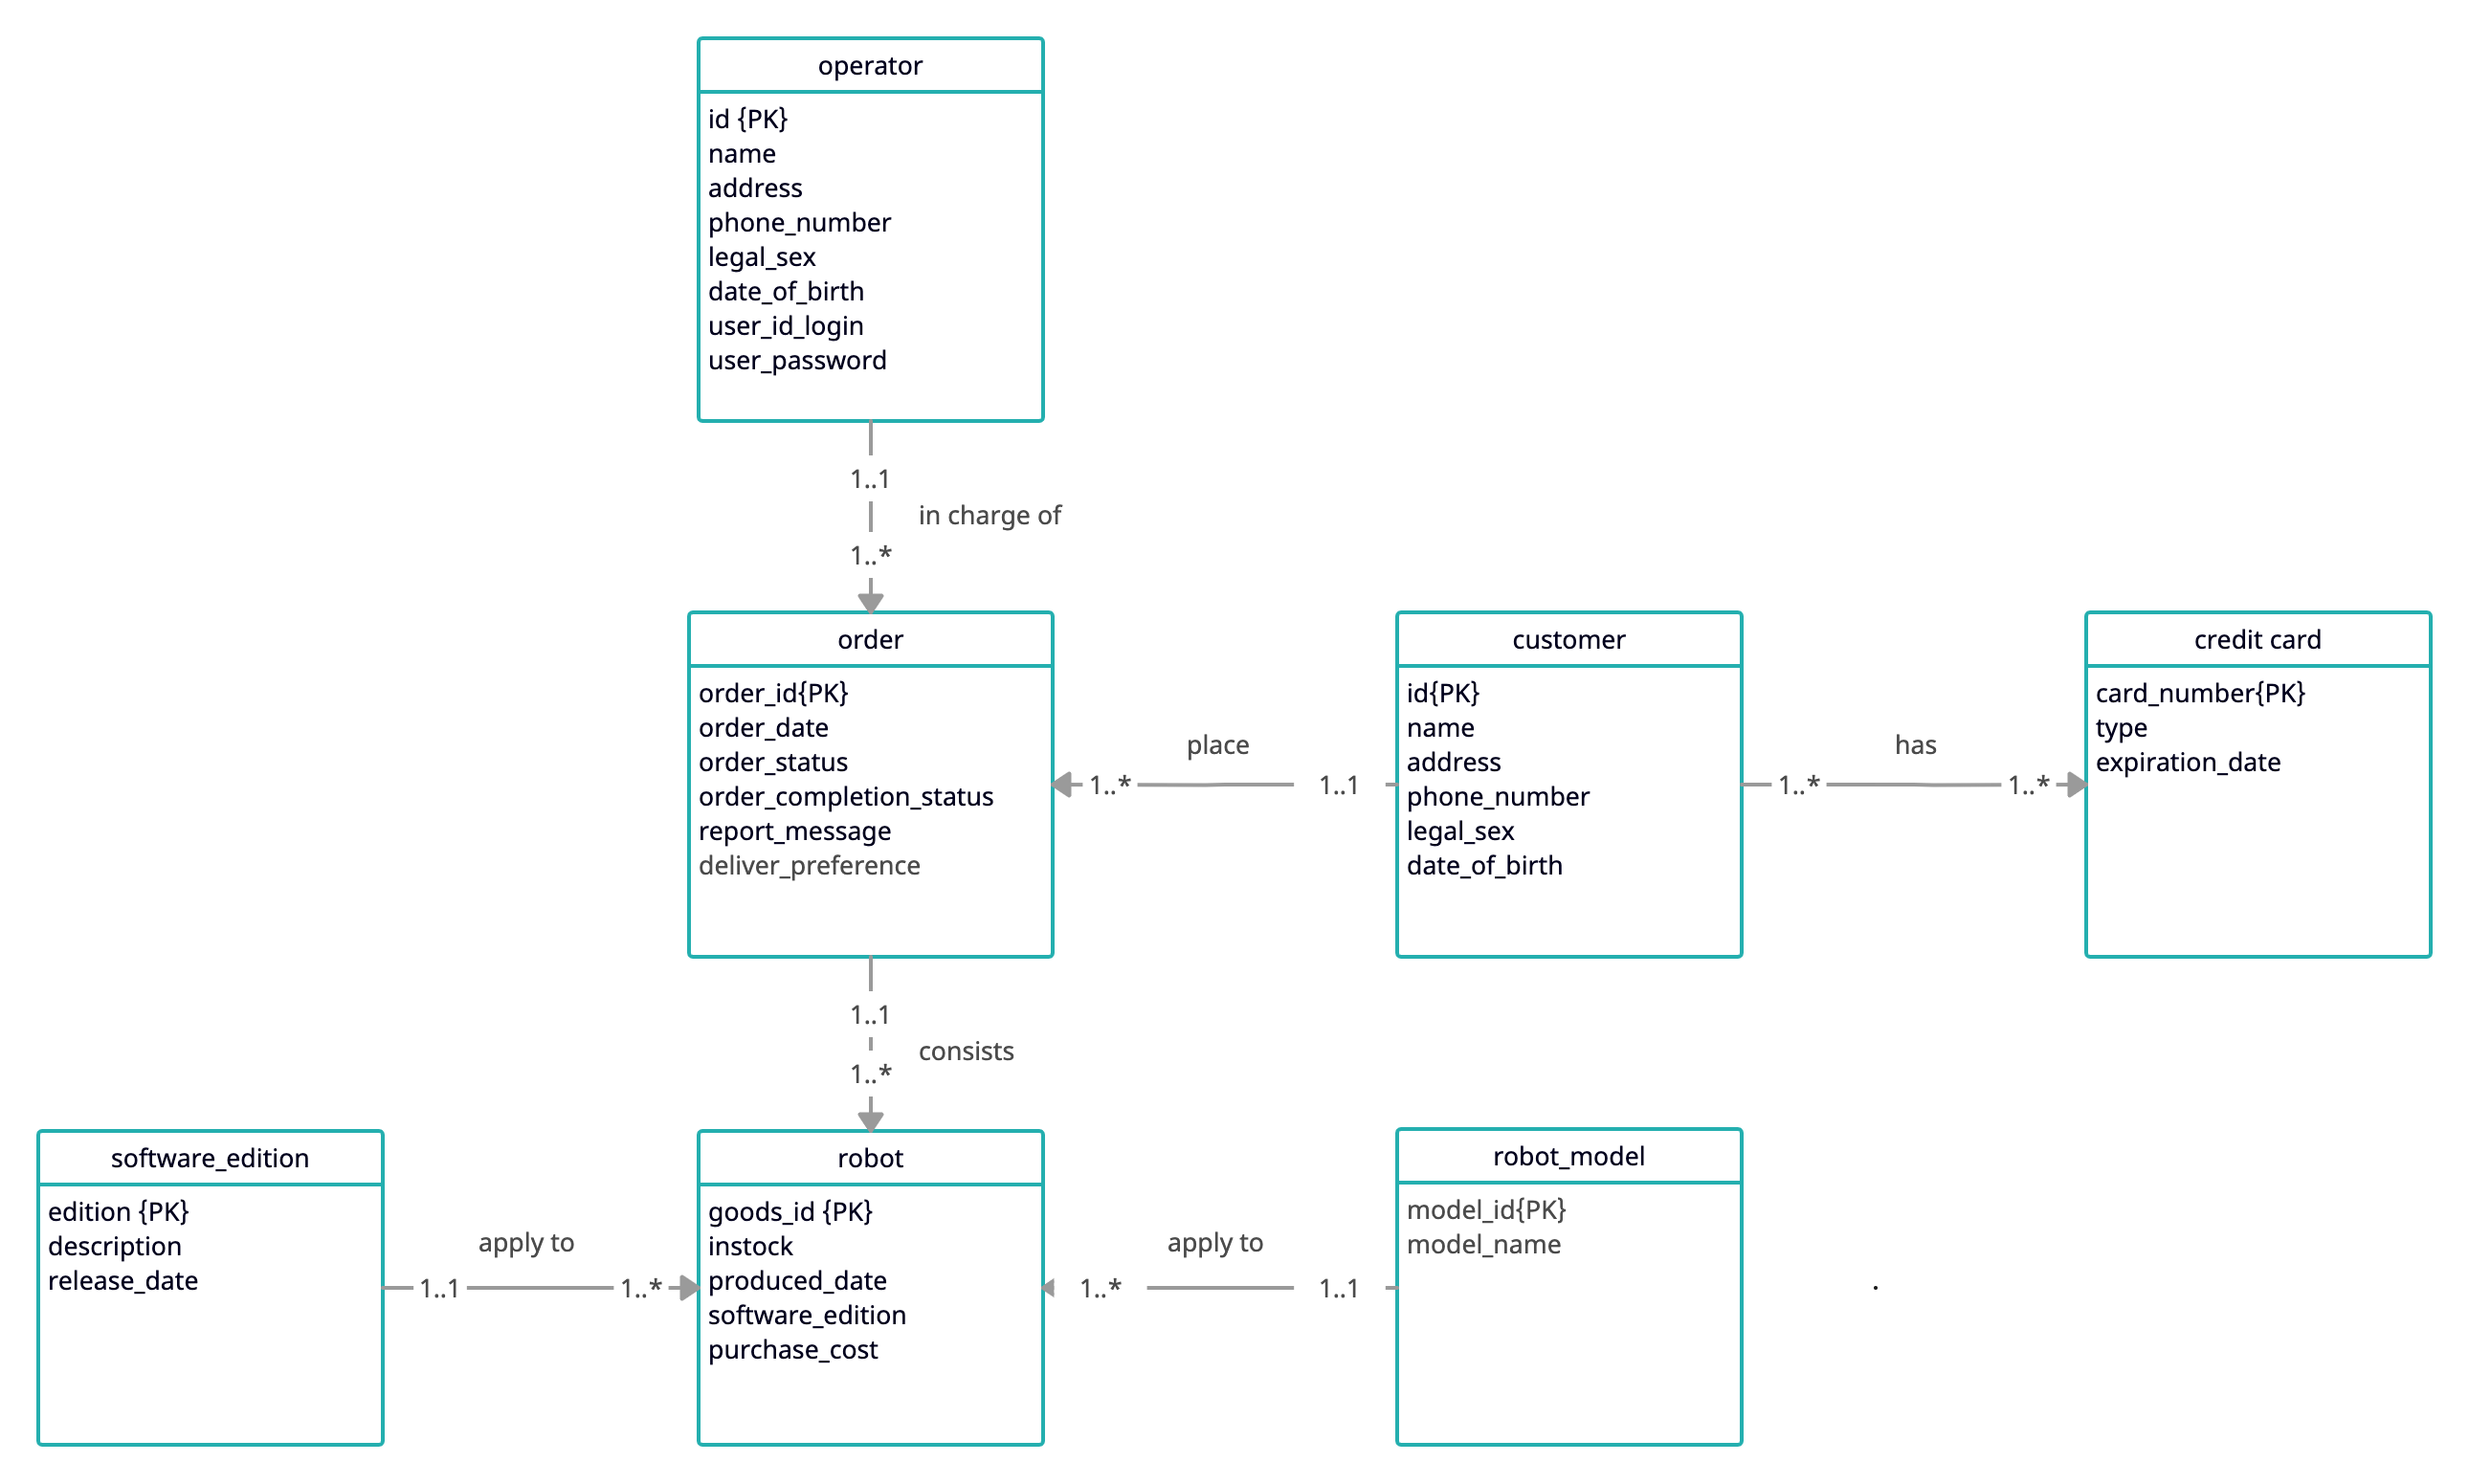 operator
id {PK}
name
address
phone_number
legal_sex
date_of_birth
user_id_login
user_password
1..1
in charge of
1..*
order
order_id{PK}
order_date
order_status
order_completion_status
report_message
deliver_preference
place
1..*
1..1
customer
id{PK}
name
address
phone_number
legal_sex
date_of_birth
has
1..*
1..*
credit card
card_number{PK}
type
expiration_date
1..1
consists
1..*
software_edition
edition {PK}
description
release_date
apply to
1..1
1..*
robot
goods_id {PK}
instock
produced_date
software_edition
purchase_cost
apply to
1..*
1..1
robot_model
model_id{PK}
model_name
.